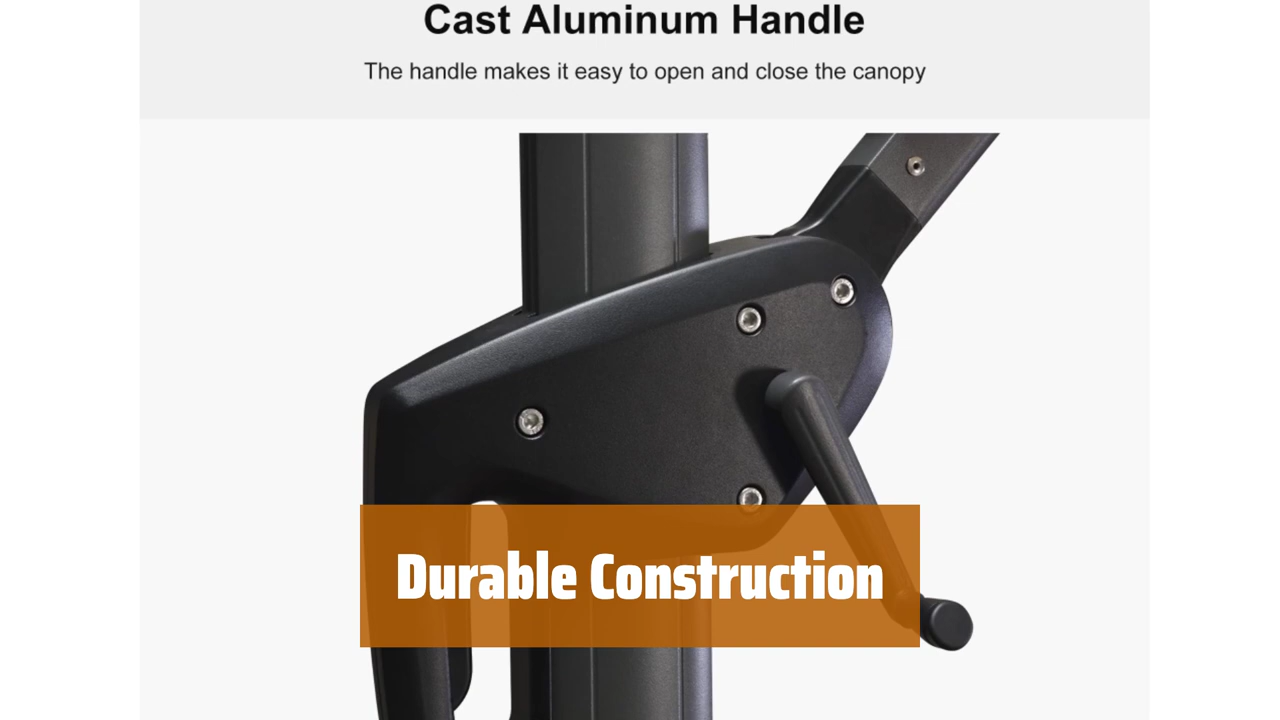 Cast Aluminum Handle
The handle makes it easy to open and close the canopy
Durable Construction